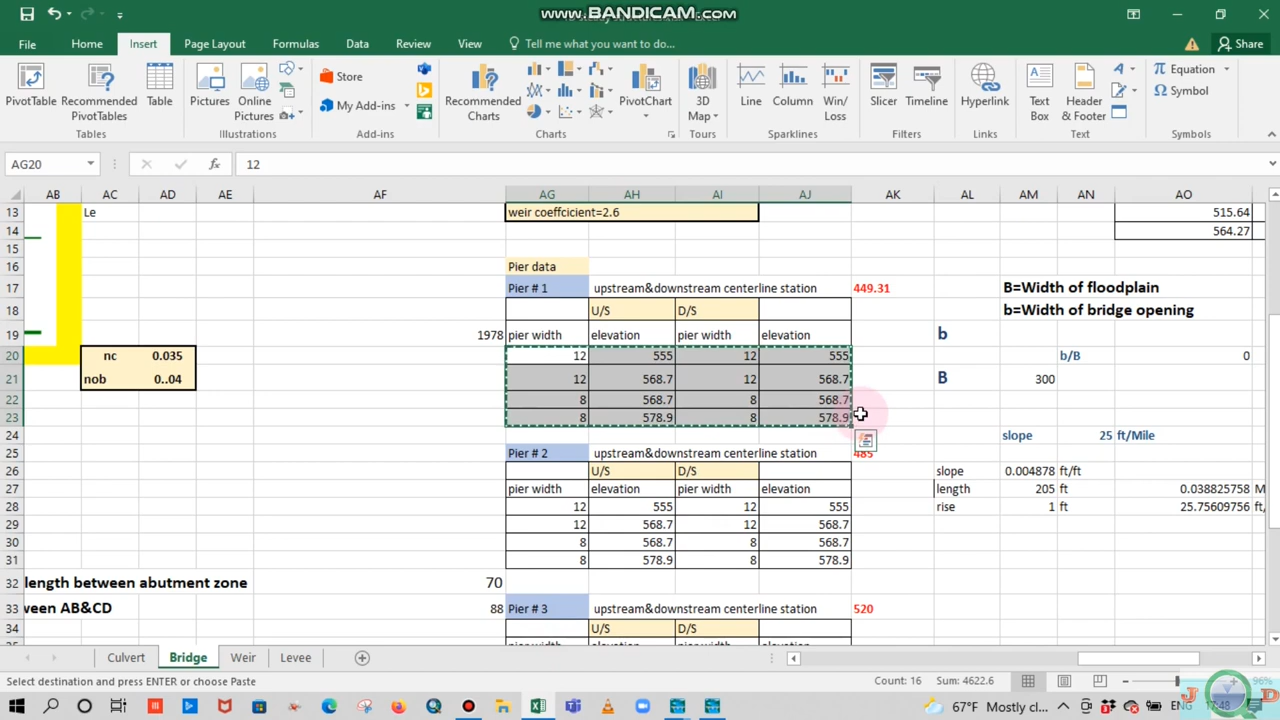 www.BANDICAM.com
File Home Insert Page Layout Formulas Data Review View Tell me what you want to do... Share
PivotTable Recommended PivotTables Table Pictures Online Pictures Store My Add-ins Recommended Charts PivotChart 3D Map Line Column Win/Loss Slicer Timeline Hyperlink Text Box Header & Footer Equation Symbol
Tables Illustrations Add-ins Charts Tours Sparklines Filters Links Text Symbols
AG20 fx 12
AB AC AD AE AF AG AH AI AJ AK AL AM AN AO
13 Le weir coeffcicient=2.6 515.64
14 564.27
15
16 Pier data
17 Pier # 1 upstream&downstream centerline station 449.31 B=Width of floodplain
18 U/S D/S b=Width of bridge opening
19 1978 pier width elevation pier width elevation b
20 nc 0.035 12 555 12 555 b/B 0
21 nob 0..04 12 568.7 12 568.7 B 300
22 8 568.7 8 568.7
23 8 578.9 8 578.9
24 slope 25 ft/Mile
25 Pier # 2 upstream&downstream centerline station 485
26 U/S D/S slope 0.004878 ft/ft
27 pier width elevation pier width elevation length 205 ft 0.038825758 M
28 12 555 12 555 rise 1 ft 25.75609756 ft/
29 12 568.7 12 568.7
30 8 568.7 8 568.7
31 8 578.9 8 578.9
32 length between abutment zone 70
33 ween AB&CD 88 Pier # 3 upstream&downstream centerline station 520
34 U/S D/S
Culvert Bridge Weir Levee
Select destination and press ENTER or choose Paste Count: 16 Sum: 4622.6 96%
67°F Mostly cl... ENG 17:48